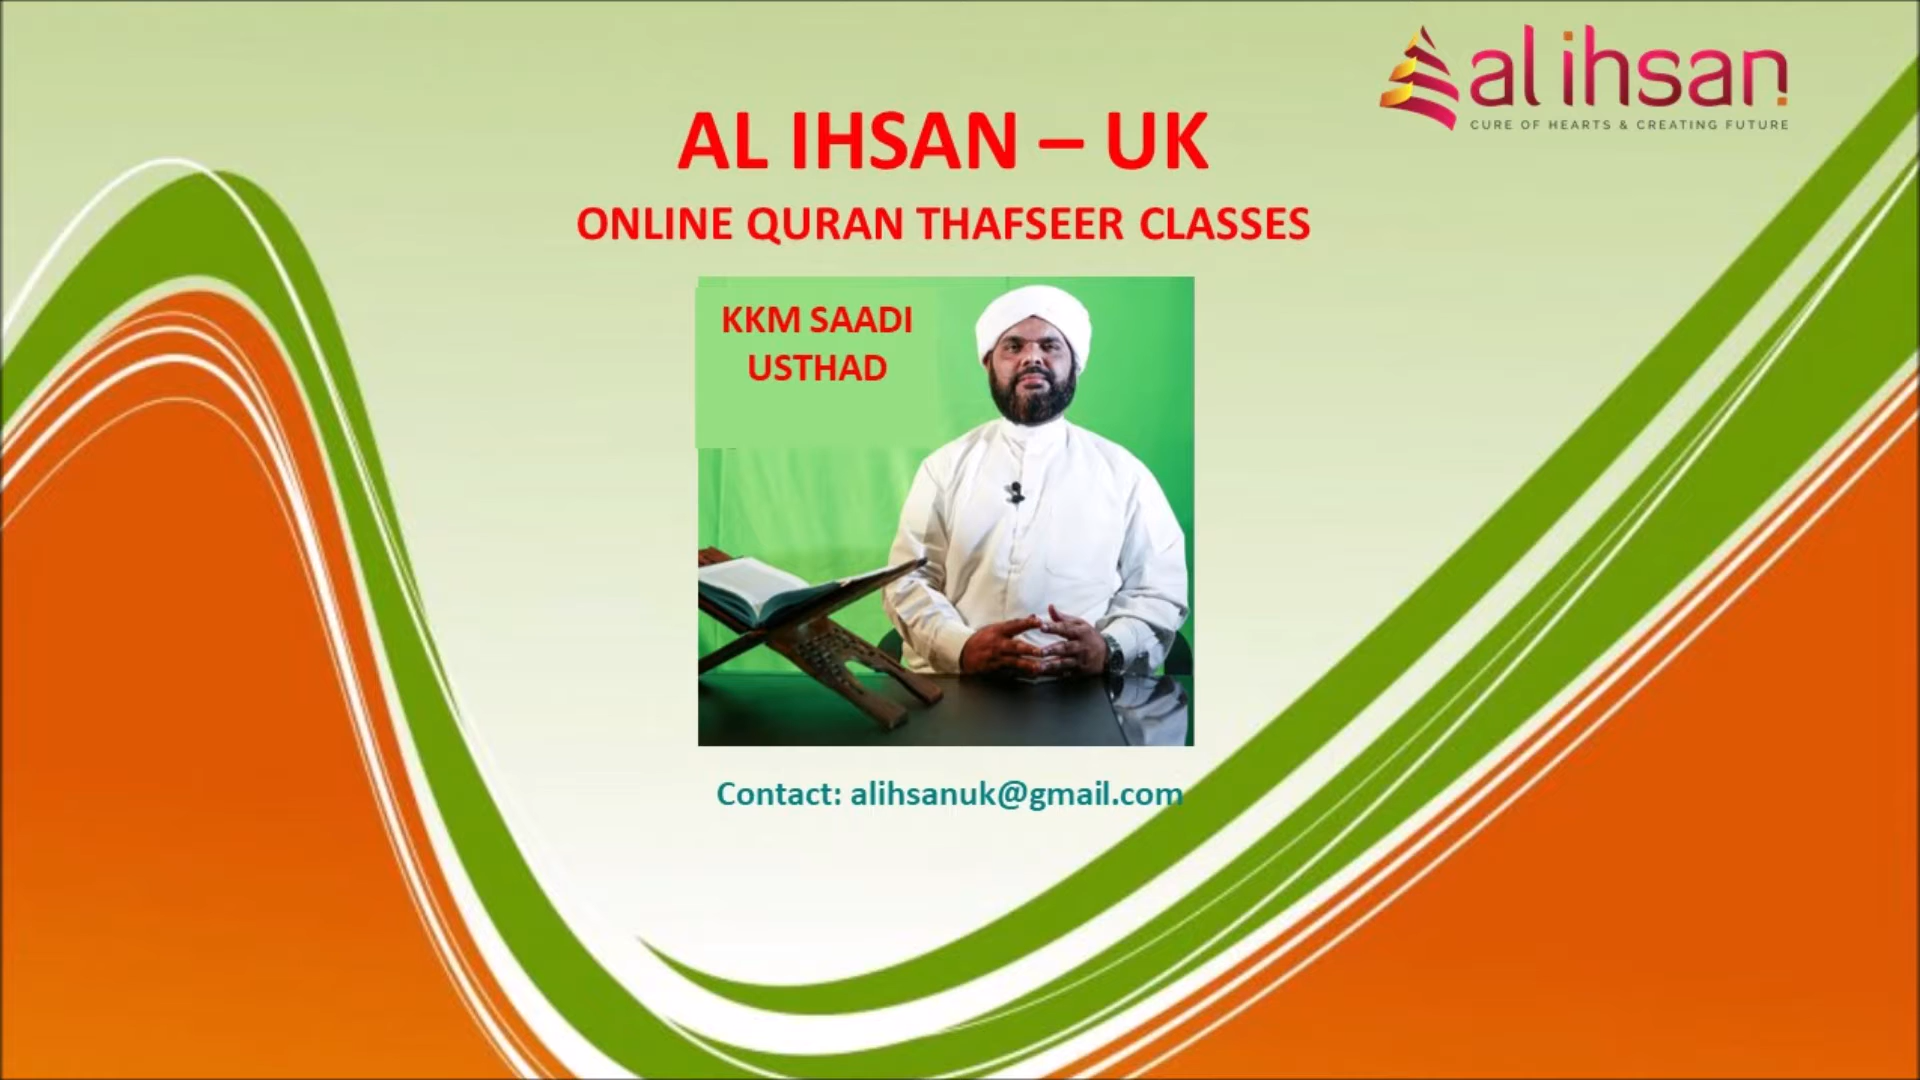 al ihsan
CURE OF HEARTS & CREATING FUTURE
AL IHSAN – UK
ONLINE QURAN THAFSEER CLASSES
KKM SAADI
USTHAD
Contact: alihsanuk@gmail.com